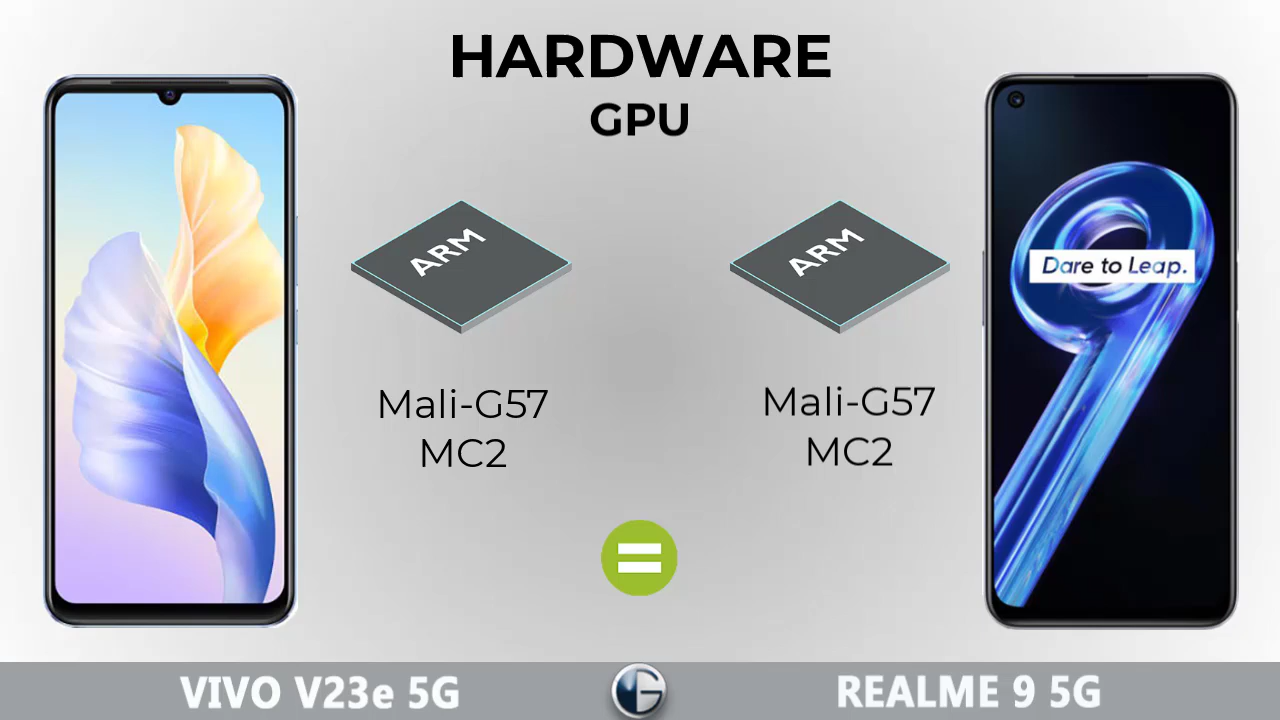 HARDWARE
GPU
ARM
ARM
Dare to Leap.
Mali-G57
MC2
Mali-G57
MC2
VIVO V23e 5G
G
REALME 9 5G